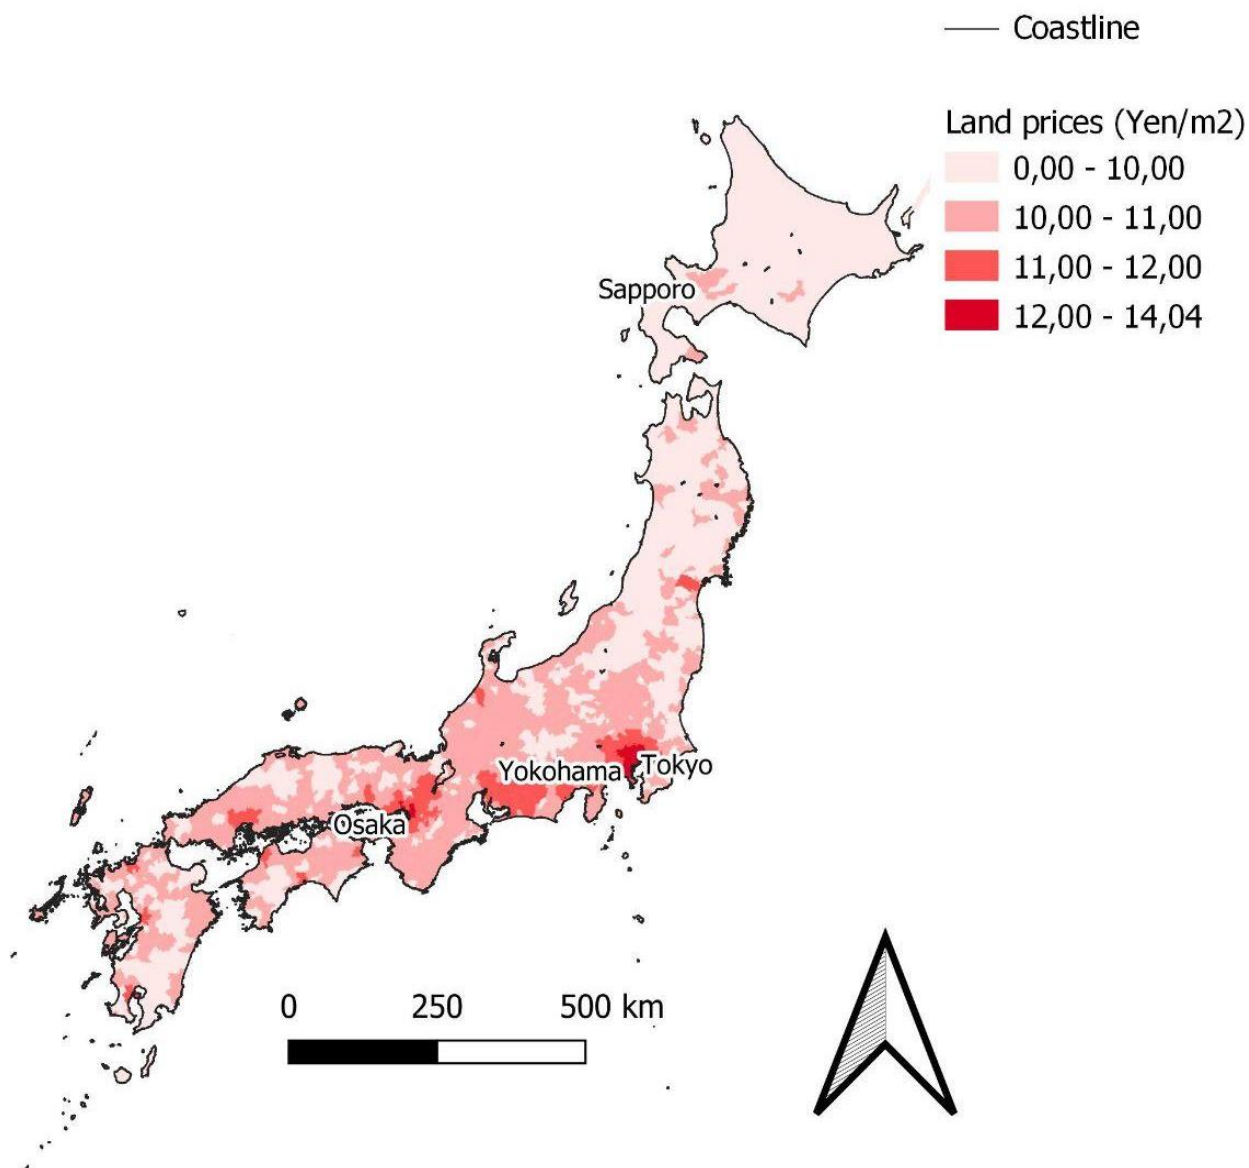 Coastline
Land prices (Yen/m2)
0,00 - 10,00
10,00 - 11,00
11,00 - 12,00
12,00 - 14,04
Sapporo
Yokohama
Tokyo
Osaka
0 250 500 km